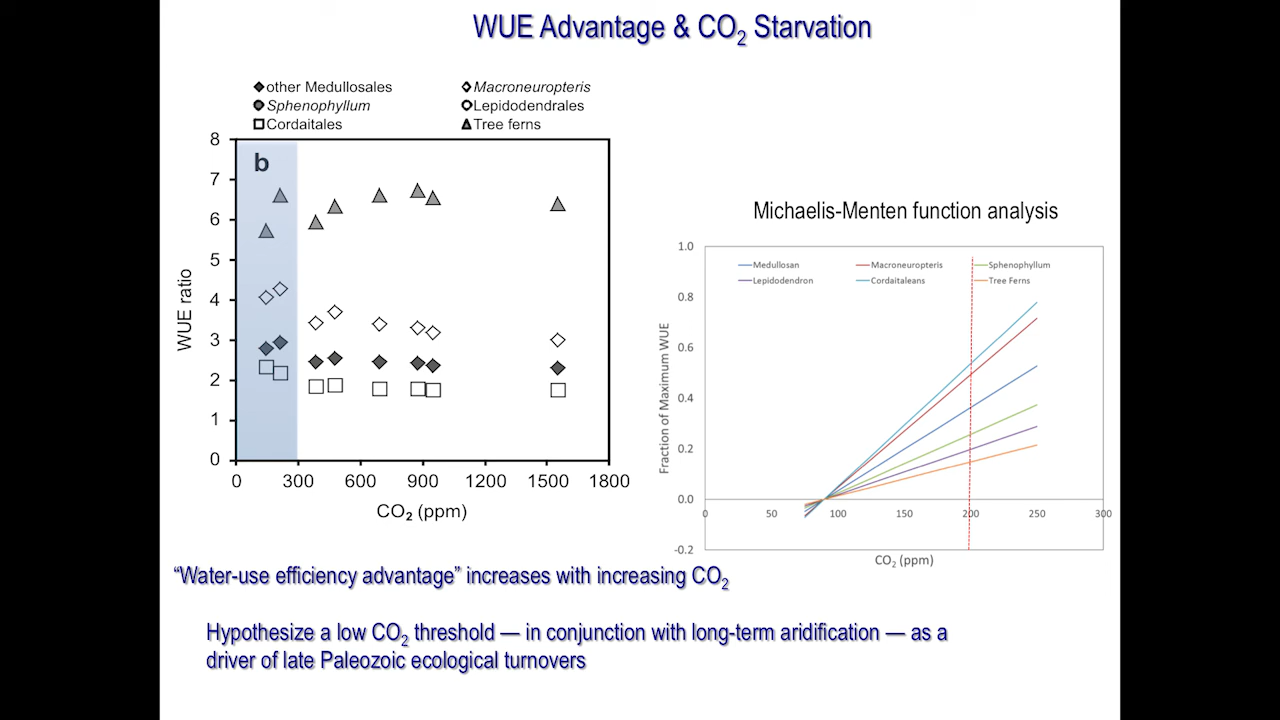 WUE Advantage & CO₂ Starvation
other Medullosales
Macroneuropteris
Sphenophyllum
Lepidodendrales
Cordaitales
Tree ferns
b
8
7
6
5
4
3
2
1
0
WUE ratio
0 300 600 900 1200 1500 1800
CO₂ (ppm)
Michaelis-Menten function analysis
Medullosan
Macroneuropteris
Sphenophyllum
Lepidodendron
Cordaitaleans
Tree Ferns
1.0
0.8
0.6
0.4
0.2
0.0
-0.2
Fraction of Maximum WUE
0 50 100 150 200 250 300
CO₂ (ppm)
“Water-use efficiency advantage” increases with increasing CO₂
Hypothesize a low CO₂ threshold — in conjunction with long-term aridification — as a
driver of late Paleozoic ecological turnovers